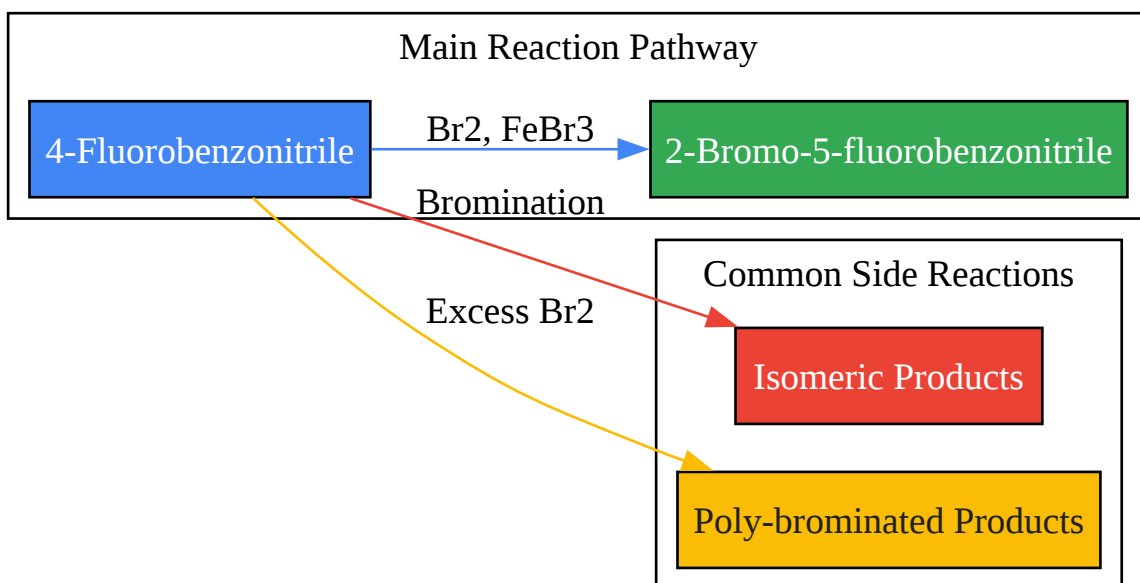 Main Reaction Pathway
4-Fluorobenzonitrile
Br2, FeBr3
2-Bromo-5-fluorobenzonitrile
Bromination
Common Side Reactions
Excess Br2
Isomeric Products
Poly-brominated Products